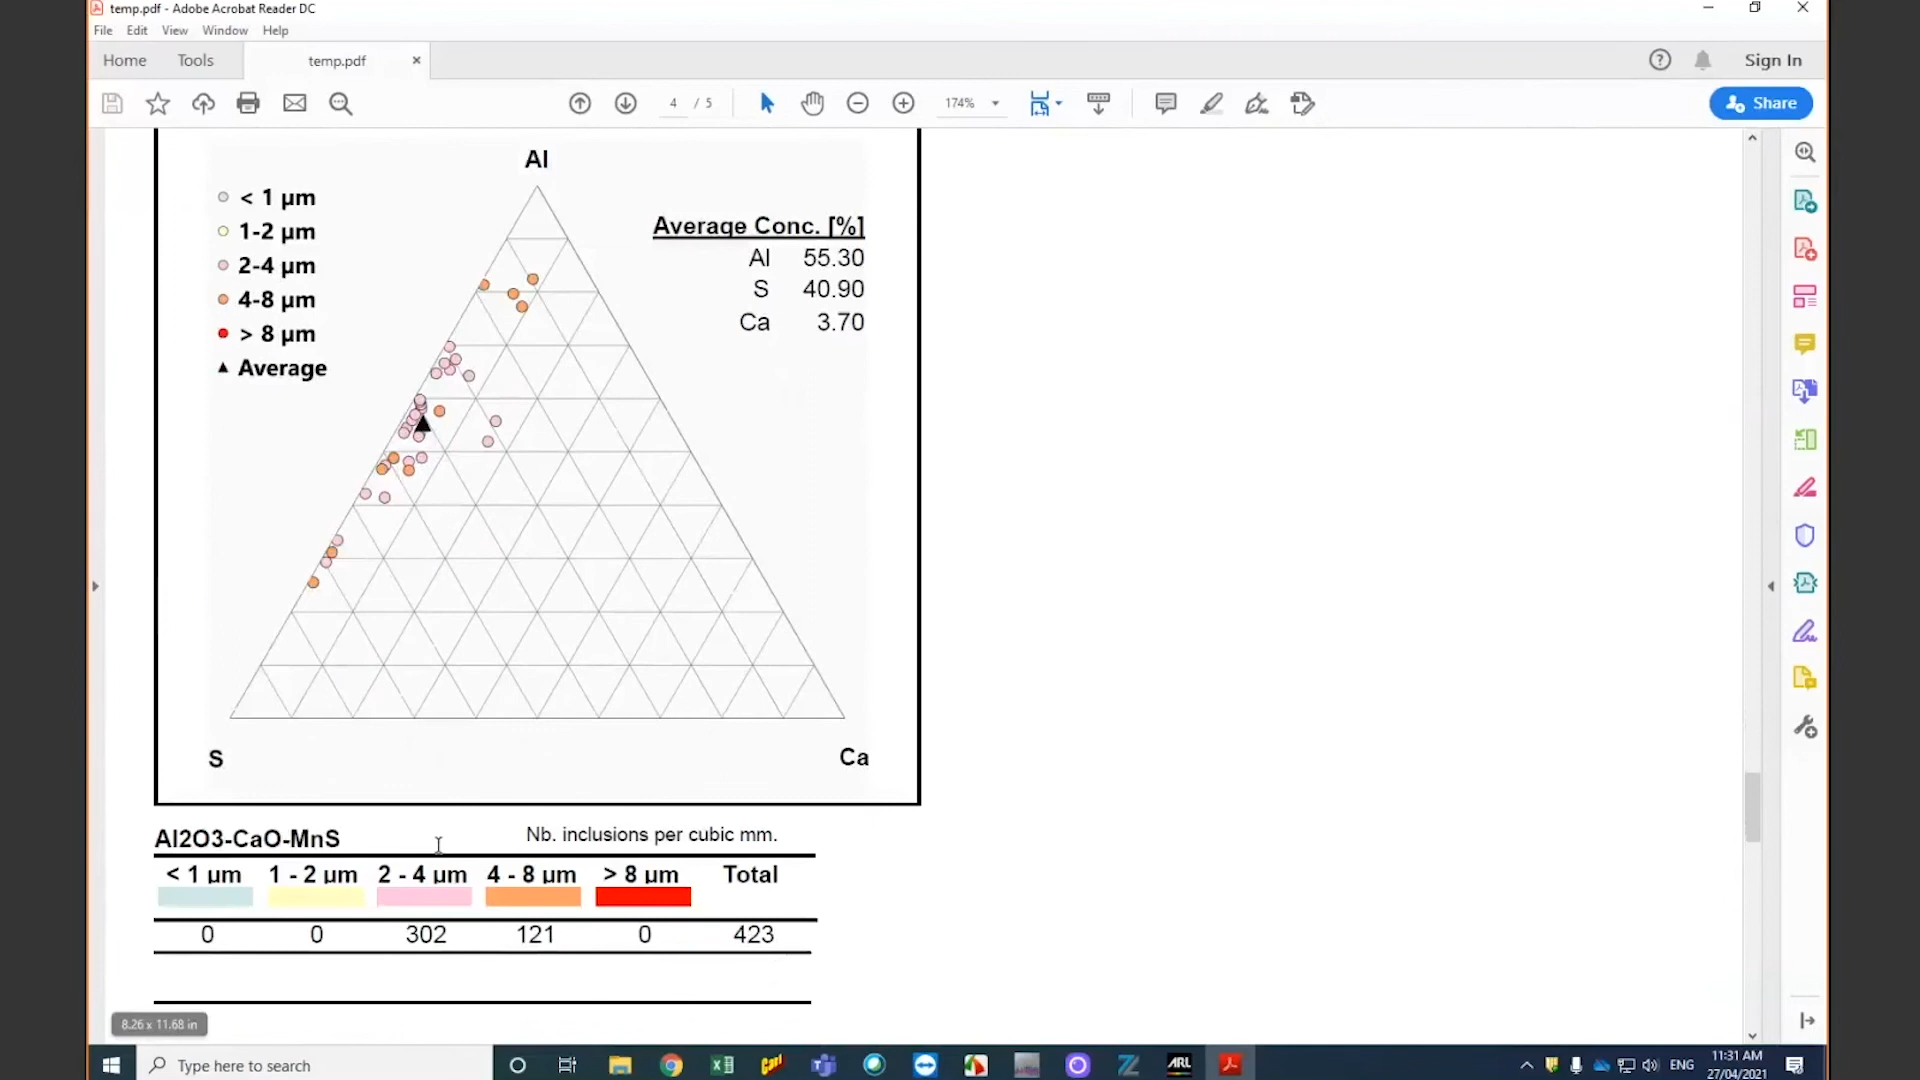 temp.pdf - Adobe Acrobat Reader DC
File Edit View Window Help
Home Tools temp.pdf × Sign In
4 / 5 174% Share
Al
< 1 µm
1-2 µm
2-4 µm
4-8 µm
> 8 µm
Average
Average Conc. [%]
Al 55.30
S 40.90
Ca 3.70
S Ca
Al2O3-CaO-MnS Nb. inclusions per cubic mm.
< 1 µm 1 - 2 µm 2 - 4 µm 4 - 8 µm > 8 µm Total
0 0 302 121 0 423
8.26 x 11.68 in
Type here to search ARL ENG 11:31 AM
27/04/2021